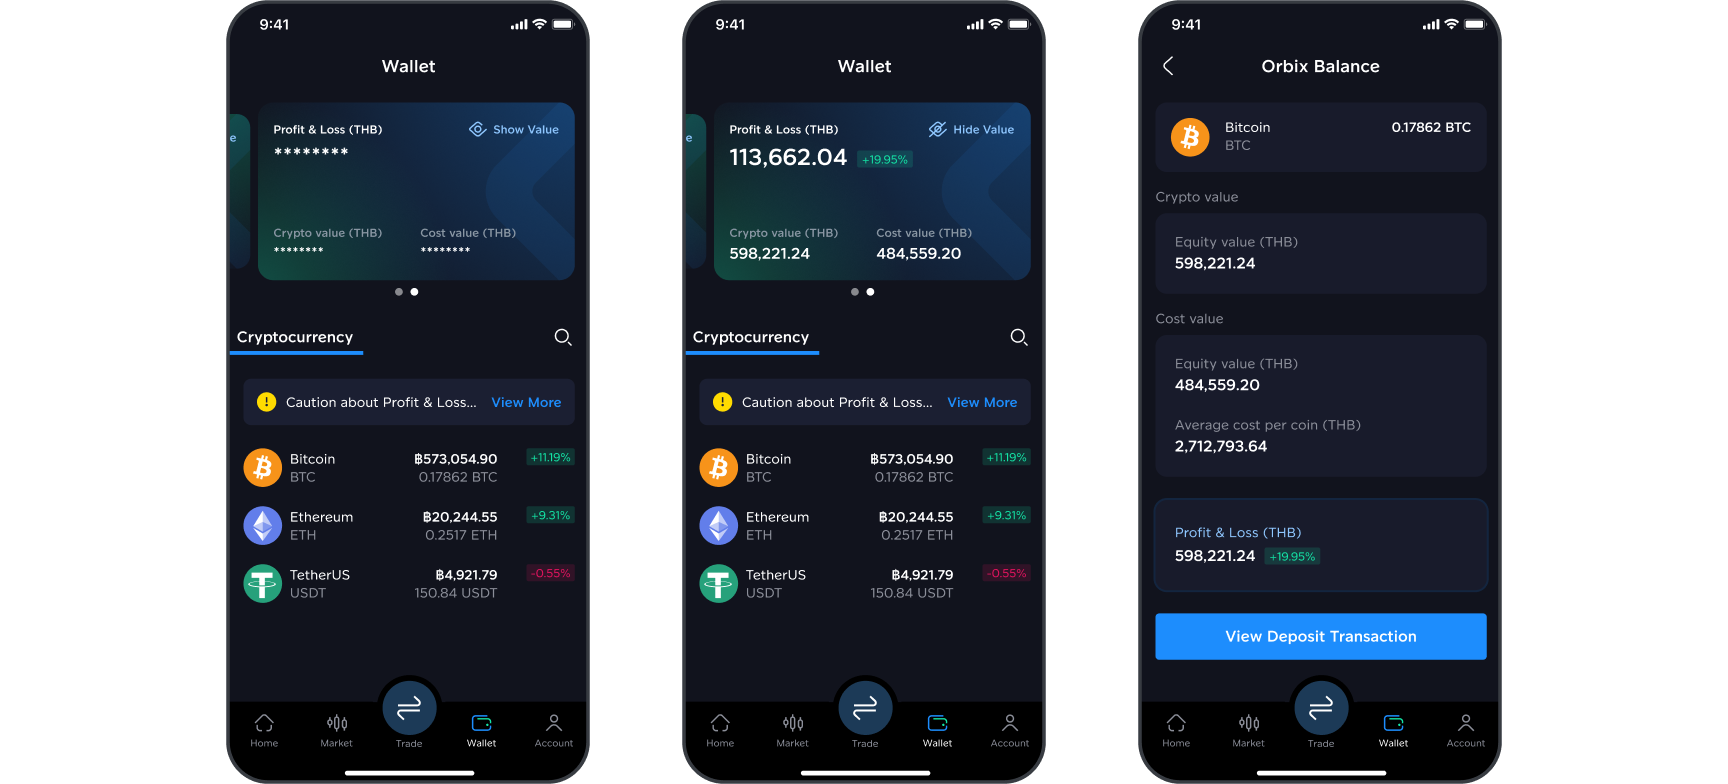 9:41
Wallet
e
Profit & Loss (THB)
Show Value
********
Crypto value (THB)
Cost value (THB)
********
********
Cryptocurrency
Caution about Profit & Loss...
View More
Bitcoin
฿573,054.90
+11.19%
BTC
0.17862 BTC
Ethereum
฿20,244.55
+9.31%
ETH
0.2517 ETH
TetherUS
฿4,921.79
-0.55%
USDT
150.84 USDT
Home
Market
Trade
Wallet
Account
9:41
Wallet
e
Profit & Loss (THB)
Hide Value
113,662.04
+19.95%
Crypto value (THB)
Cost value (THB)
598,221.24
484,559.20
Cryptocurrency
Caution about Profit & Loss...
View More
Bitcoin
฿573,054.90
+11.19%
BTC
0.17862 BTC
Ethereum
฿20,244.55
+9.31%
ETH
0.2517 ETH
TetherUS
฿4,921.79
-0.55%
USDT
150.84 USDT
Home
Market
Trade
Wallet
Account
9:41
Orbix Balance
Bitcoin
0.17862 BTC
BTC
Crypto value
Equity value (THB)
598,221.24
Cost value
Equity value (THB)
484,559.20
Average cost per coin (THB)
2,712,793.64
Profit & Loss (THB)
598,221.24
+19.95%
View Deposit Transaction
Home
Market
Trade
Wallet
Account